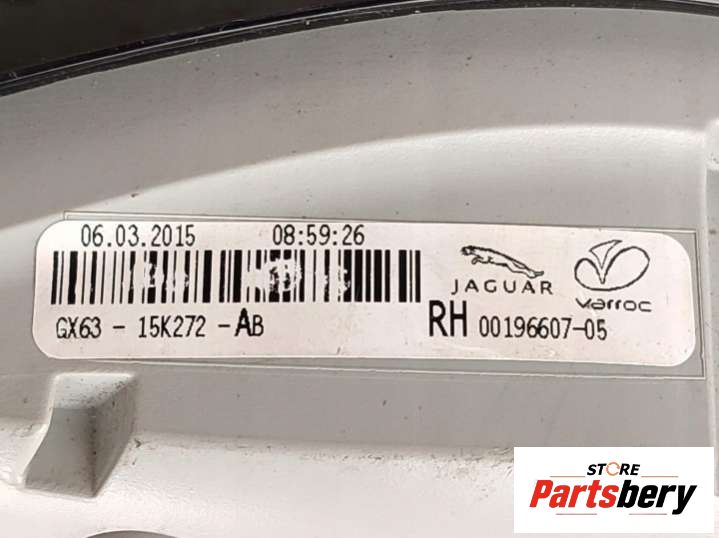 06.03.2015 08:59:26
JAGUAR varroc
GX63 - 15K272 - AB RH 00196607-05
STORE
Partsbery